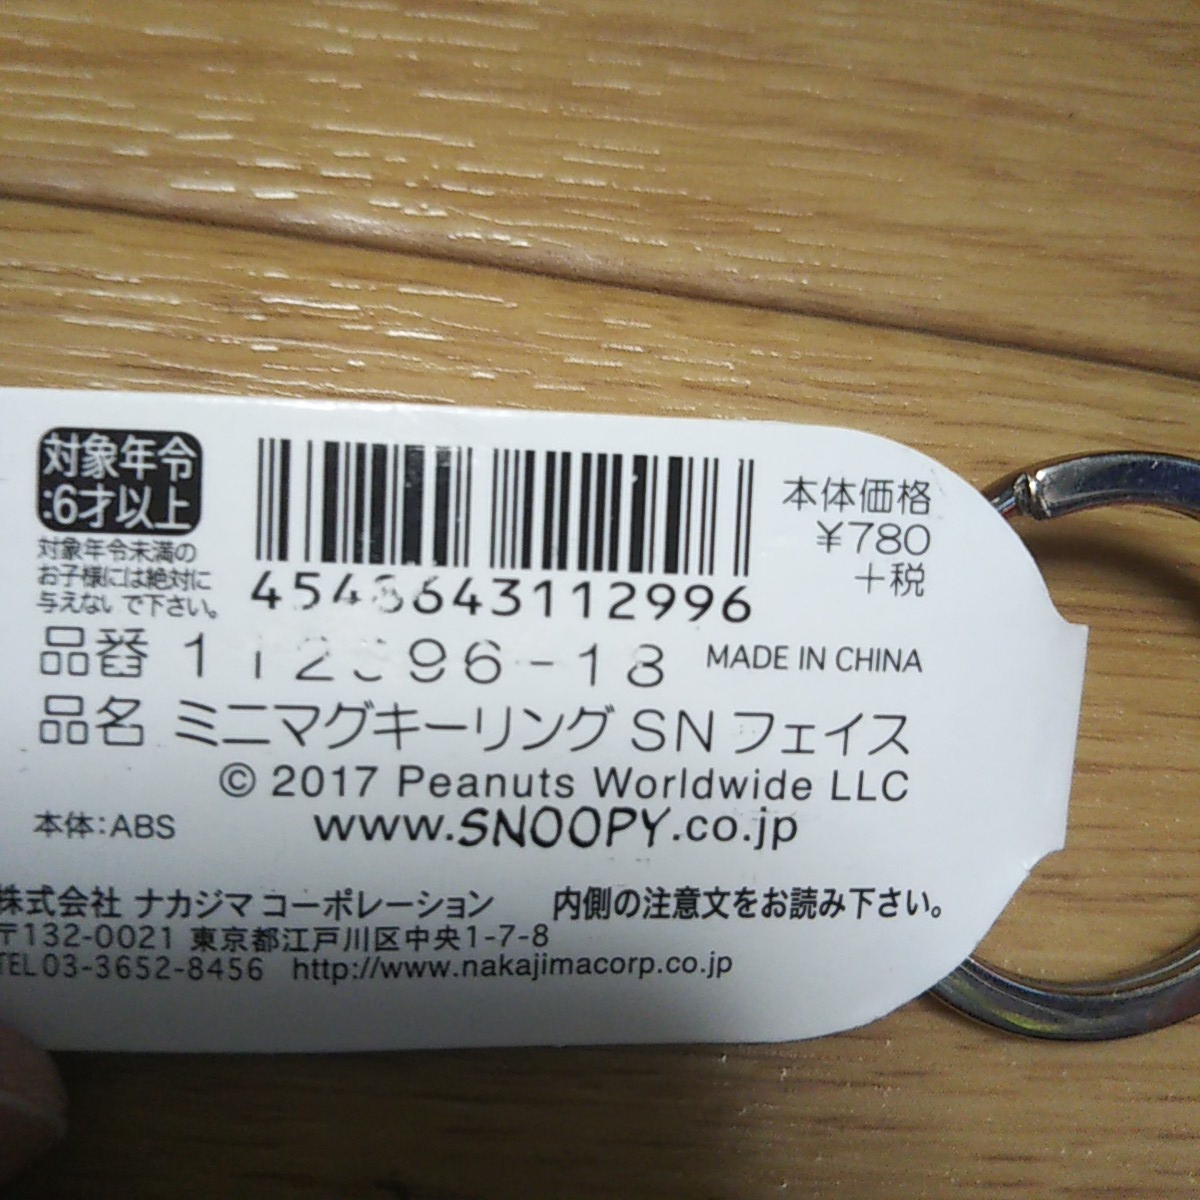 対象年令
:6才以上
対象年令未満の
お子様には絶対に
与えないで下さい。
4548643112996
本体価格
¥780
+税
品番 112996-18 MADE IN CHINA
品名 ミニマグキーリング SN フェイス
© 2017 Peanuts Worldwide LLC
本体:ABS www.SNOOPY.co.jp
株式会社 ナカジマ コーポレーション 内側の注意文をお読み下さい。
〒132-0021 東京都江戸川区中央1-7-8
TEL 03-3652-8456 http://www.nakajimacorp.co.jp